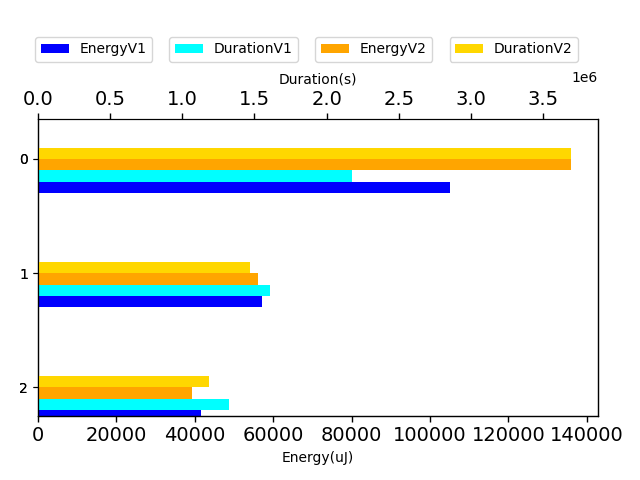 EnergyV1 DurationV1 EnergyV2 DurationV2
Duration(s)
1e6
0.0 0.5 1.0 1.5 2.0 2.5 3.0 3.5
0
1
2
0 20000 40000 60000 80000 100000 120000 140000
Energy(uJ)